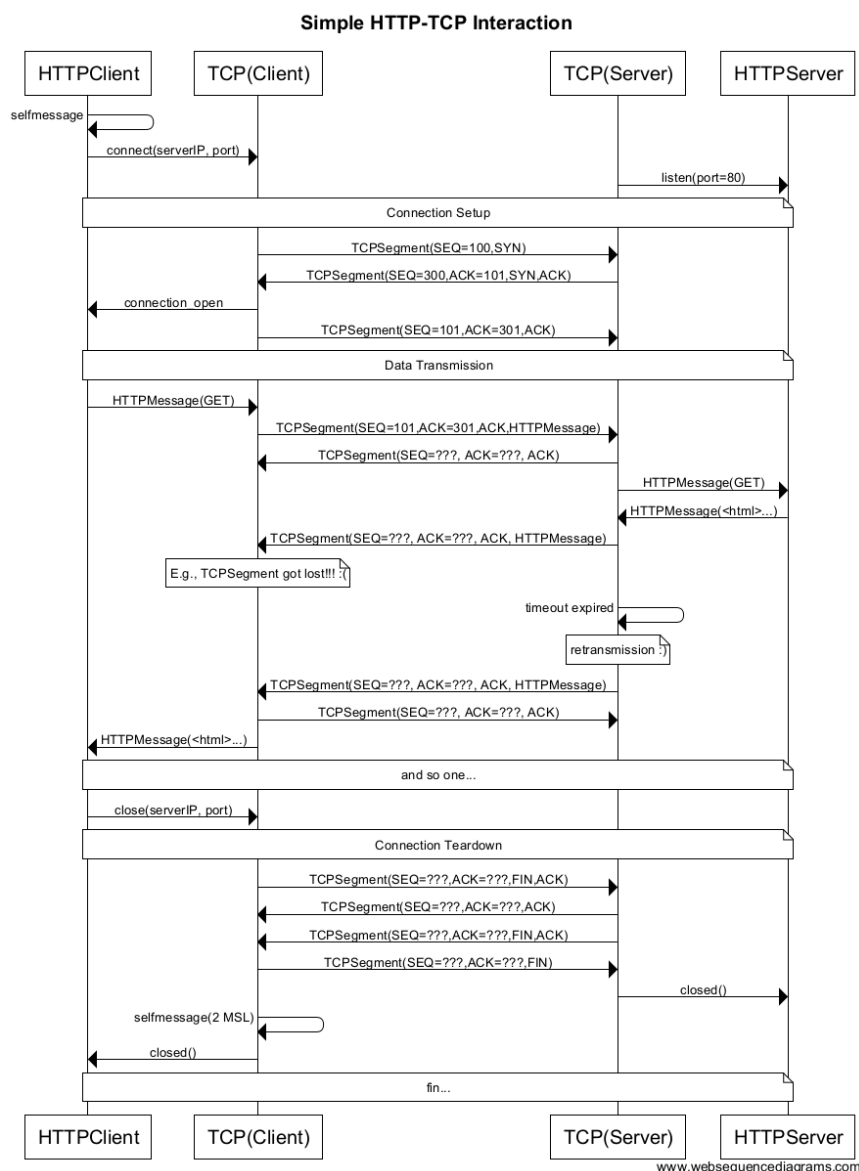 Simple HTTP-TCP Interaction
HTTPClient
TCP(Client)
TCP(Server)
HTTPServer
selfmessage
connect(serverIP, port)
listen(port=80)
Connection Setup
TCPSegment(SEQ=100,SYN)
TCPSegment(SEQ=300,ACK=101,SYN,ACK)
connection_open
TCPSegment(SEQ=101,ACK=301,ACK)
Data Transmission
HTTPMessage(GET)
TCPSegment(SEQ=101,ACK=301,ACK,HTTPMessage)
TCPSegment(SEQ=???, ACK=???, ACK)
HTTPMessage(GET)
HTTPMessage(<html>...)
TCPSegment(SEQ=???, ACK=???, ACK, HTTPMessage)
E.g., TCPSegment got lost!!! :(
timeout expired
retransmission :)
TCPSegment(SEQ=???, ACK=???, ACK, HTTPMessage)
TCPSegment(SEQ=???, ACK=???, ACK)
HTTPMessage(<html>...)
and so one...
close(serverIP, port)
Connection Teardown
TCPSegment(SEQ=???,ACK=???,FIN,ACK)
TCPSegment(SEQ=???,ACK=???,ACK)
TCPSegment(SEQ=???,ACK=???,FIN,ACK)
TCPSegment(SEQ=???,ACK=???,FIN)
closed()
selfmessage(2 MSL)
closed()
fin...
HTTPClient
TCP(Client)
TCP(Server)
HTTPServer
www.websequencediagrams.com